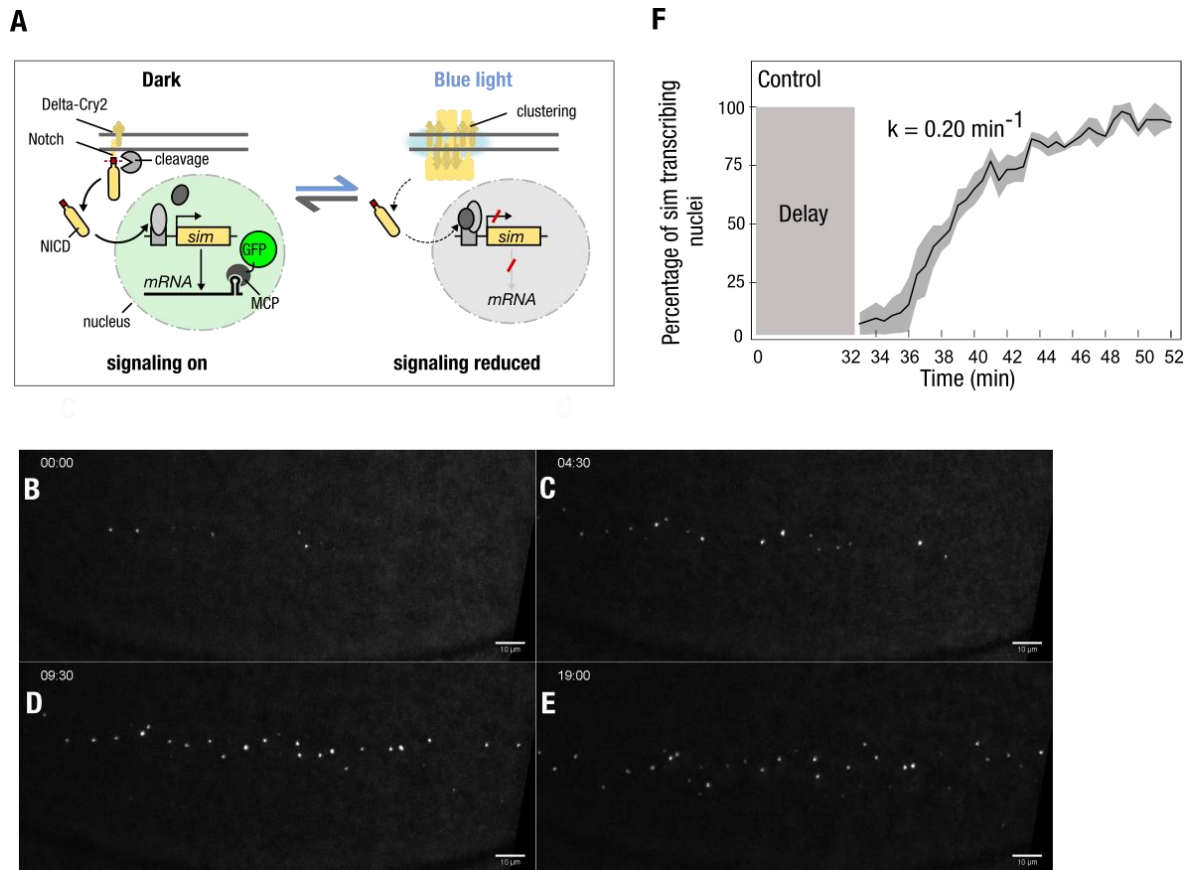 A
Dark
Blue light
Delta-Cry2
clustering
Notch
cleavage
NICD
sim
sim
GFP
mRNA
mRNA
MCP
nucleus
signaling on
signaling reduced
F
Control
k = 0.20 min-1
Delay
Percentage of sim transcribing
nuclei
100
75
50
25
0
0 32 34 36 38 40 42 44 46 48 50 52
Time (min)
00:00
B
10 µm
04:30
C
10 µm
09:30
D
10 µm
19:00
E
10 µm